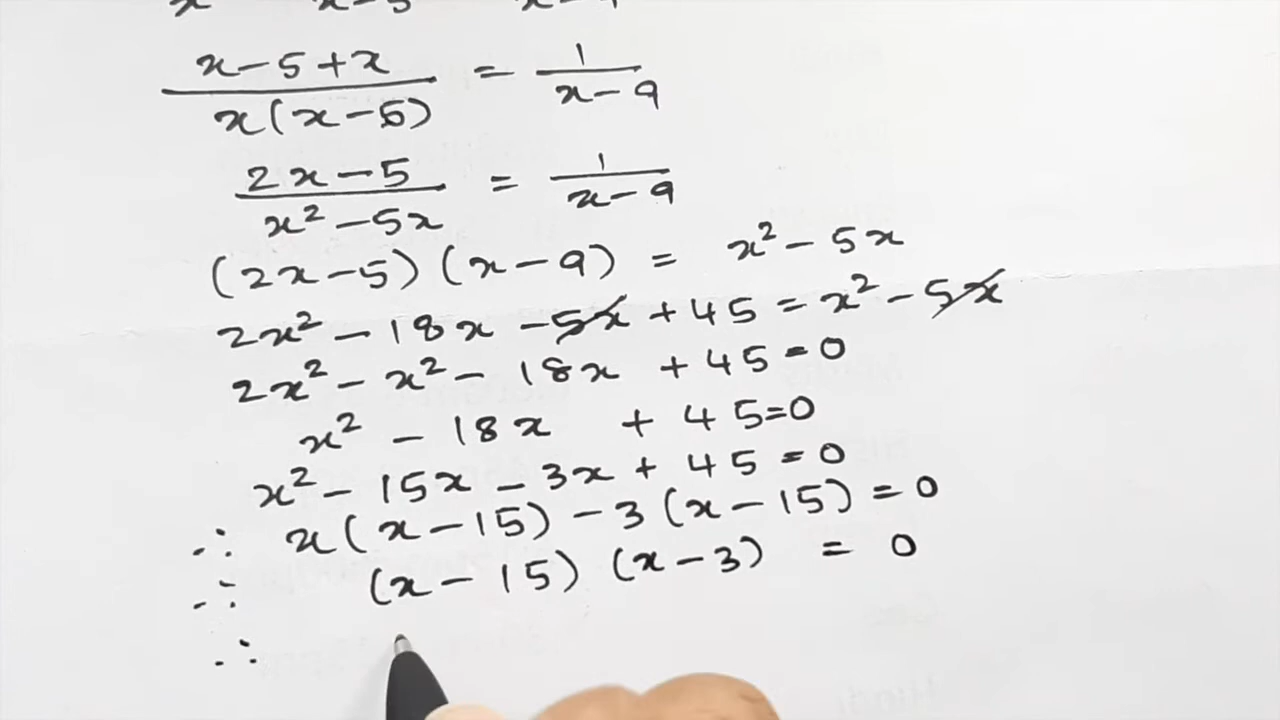 x-5+x / x(x-5) = 1 / x-9
2x-5 / x² -5x = 1 / x-9
(2x-5) (x-9) = x² - 5x
2x² - 18x - 5x + 45 = x² - 5x
2x² - x² - 18x + 45 = 0
x² - 18x + 45 = 0
x² - 15x - 3x + 45 = 0
∴ x(x-15) - 3(x-15) = 0
∴ (x-15) (x-3) = 0
∴